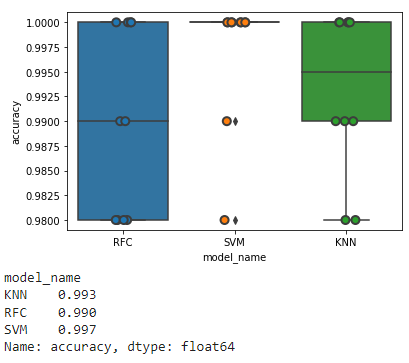 1.0000
0.9975
0.9950
0.9925
0.9900
0.9875
0.9850
0.9825
0.9800
accuracy
RFC SVM KNN
model_name
model_name
KNN 0.993
RFC 0.990
SVM 0.997
Name: accuracy, dtype: float64